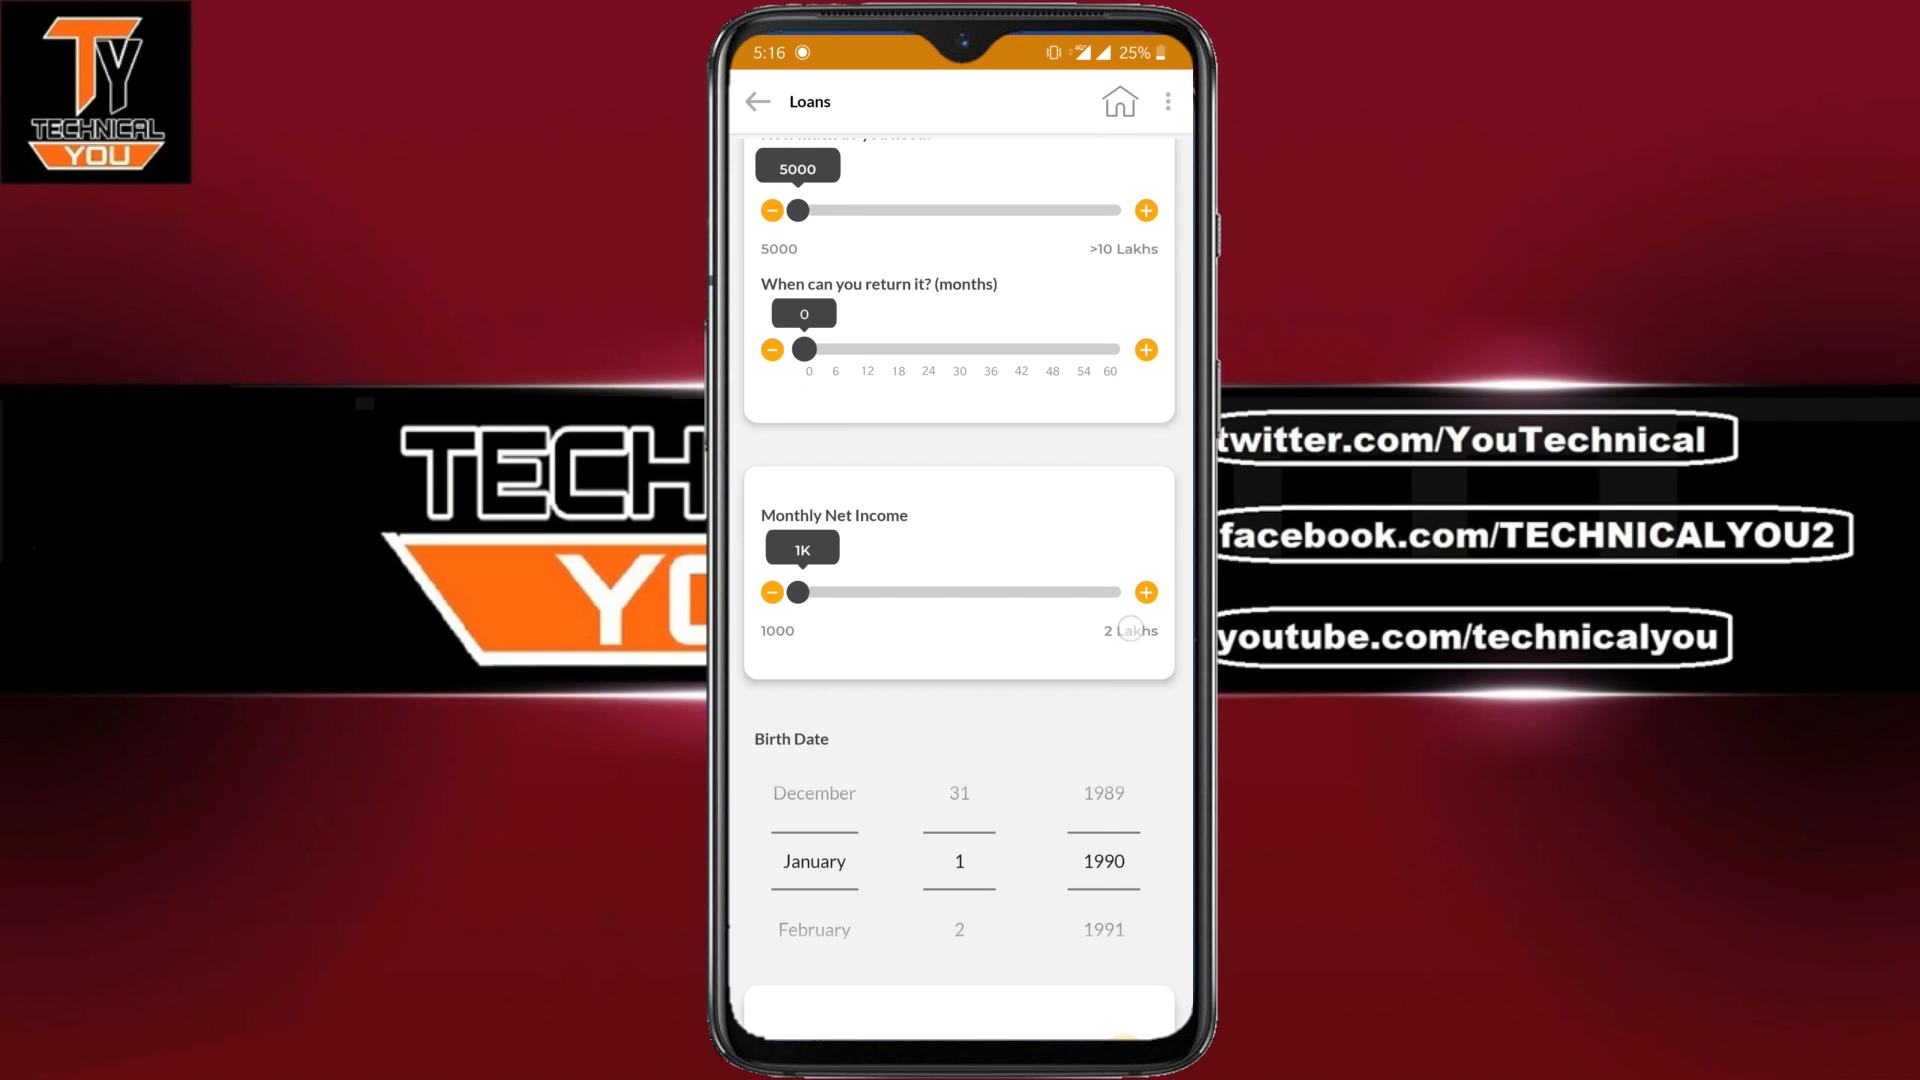 TY
TECHNICAL
YOU
5:16
4G+
25%
Loans
5000
5000
>10 Lakhs
When can you return it? (months)
0
0 6 12 18 24 30 36 42 48 54 60
Monthly Net Income
1K
1000
2 Lakhs
Birth Date
December 31 1989
January 1 1990
February 2 1991
TECH
YO
twitter.com/YouTechnical
facebook.com/TECHNICALYOU2
youtube.com/technicalyou